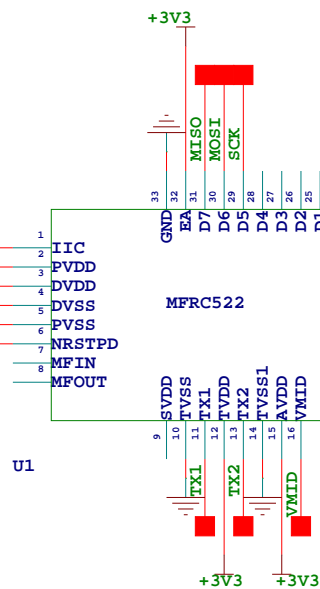 +3V3
MISO
MOSI
SCK
33
32
31
30
29
28
27
26
25
GND
EA
D7
D6
D5
D4
D3
D2
D1
1
IIC
2
PVDD
3
DVDD
4
DVSS
5
PVSS
6
NRSTPD
7
MFIN
8
MFOUT
MFRC522
SVDD
TVSS
TX1
TVDD
TX2
TVSS1
AVDD
VMID
9
10
11
12
13
14
15
16
U1
TX1
TX2
VMID
+3V3
+3V3